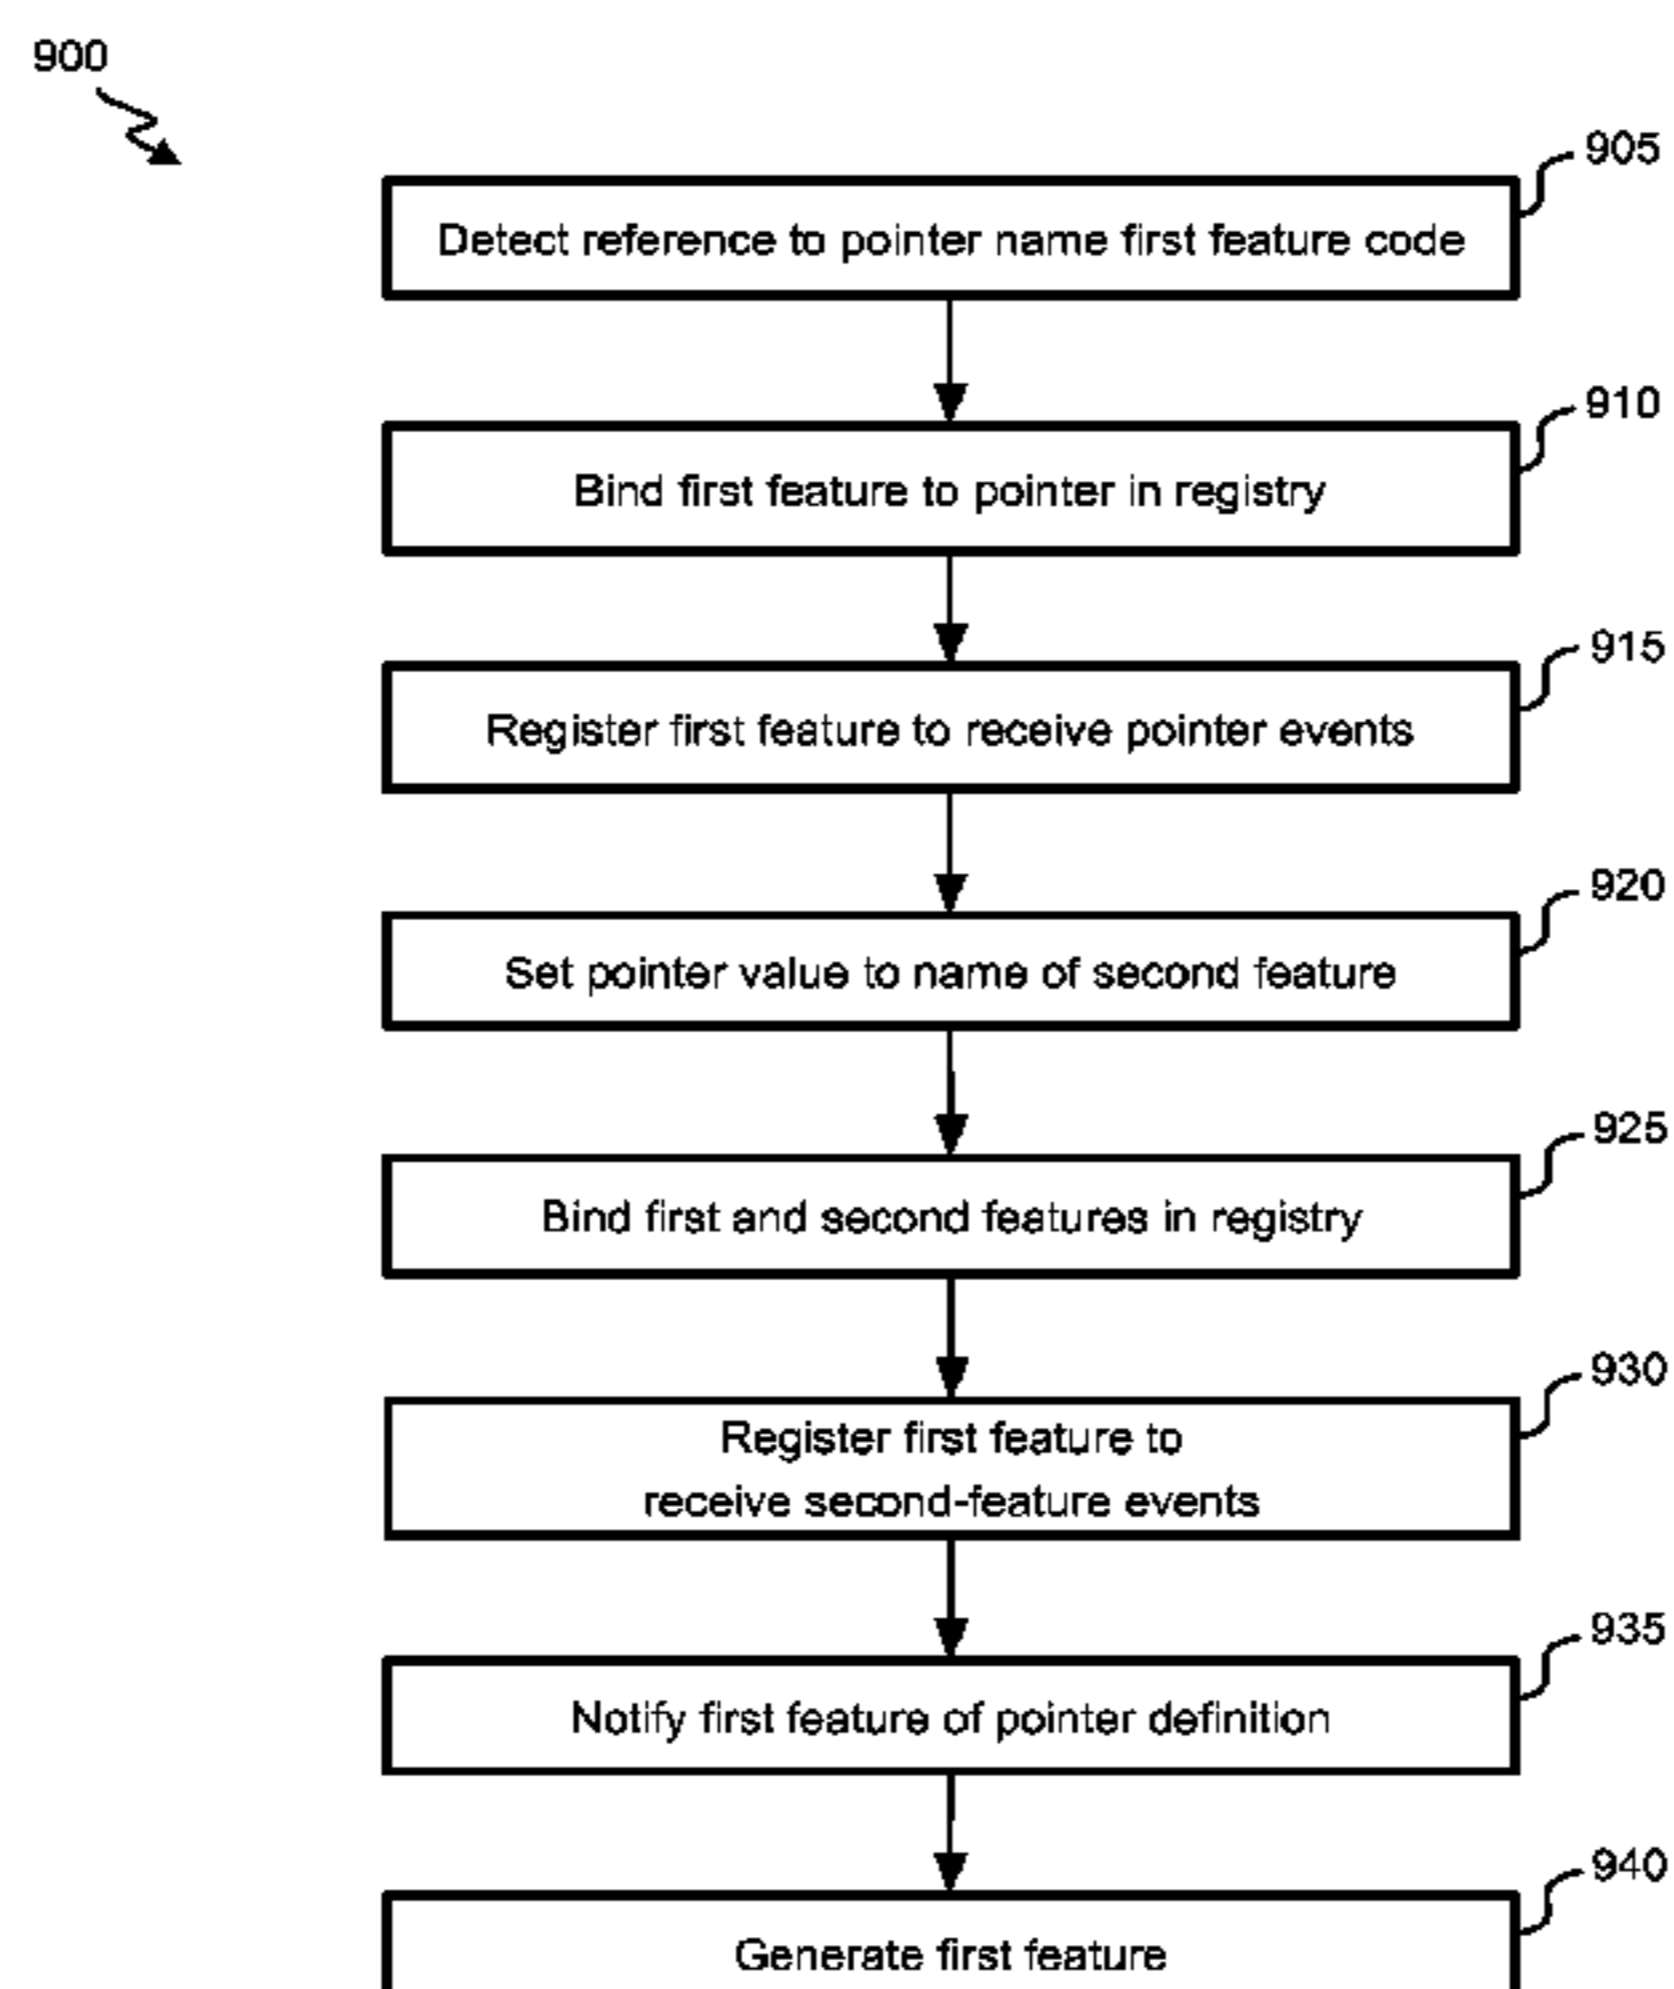 900
905
Detect reference to pointer name first feature code
910
Bind first feature to pointer in registry
915
Register first feature to receive pointer events
920
Set pointer value to name of second feature
925
Bind first and second features in registry
930
Register first feature to
receive second-feature events
935
Notify first feature of pointer definition
940
Generate first feature